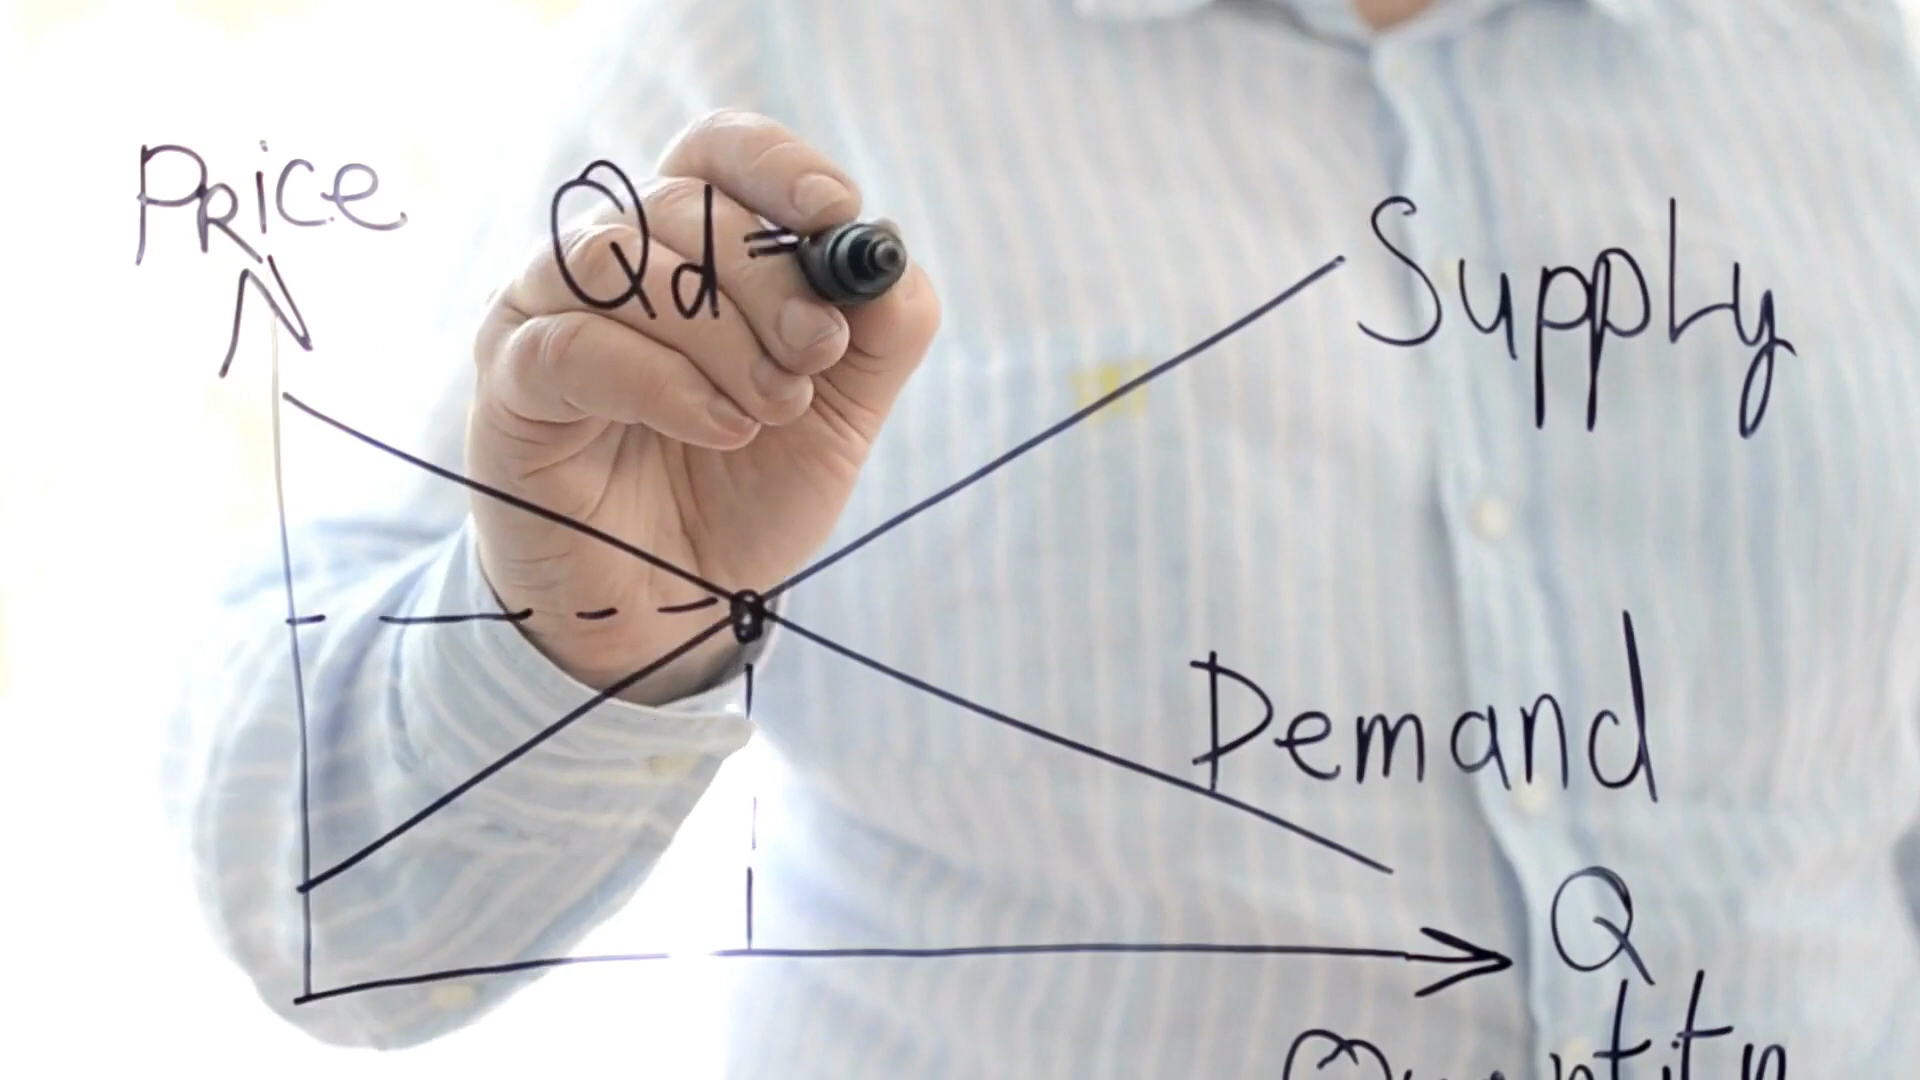 Price
Qd=
Supply
Demand
Q